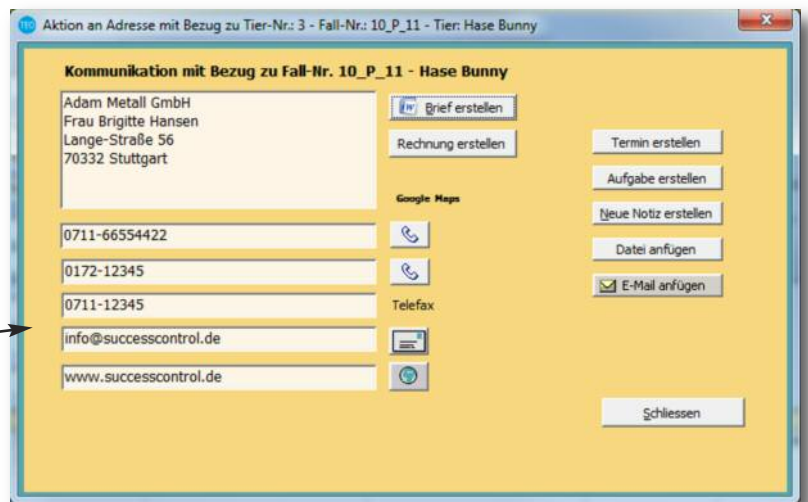 TEO
Aktion an Adresse mit Bezug zu Tier-Nr.: 3 - Fall-Nr.: 10_P_11 - Tier: Hase Bunny
X
Kommunikation mit Bezug zu Fall-Nr. 10_P_11 - Hase Bunny
Adam Metall GmbH
Frau Brigitte Hansen
Lange-Straße 56
70332 Stuttgart
W
Brief erstellen
Rechnung erstellen
Google Maps
Termin erstellen
Aufgabe erstellen
Neue Notiz erstellen
Datei anfügen
E-Mail anfügen
0711-66554422
0172-12345
0711-12345
Telefax
info@successcontrol.de
www.successcontrol.de
Schliessen